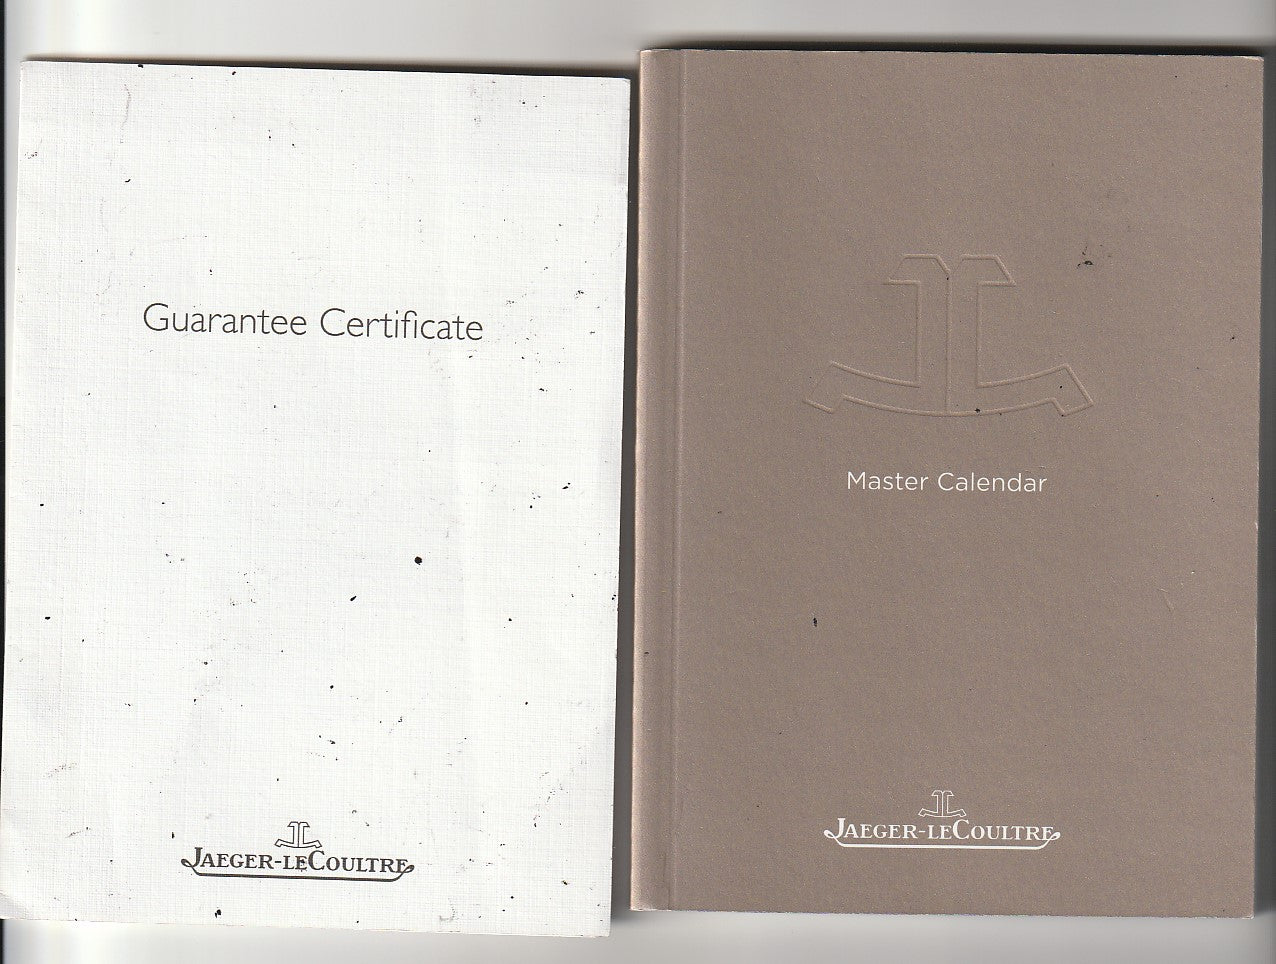 Guarantee Certificate
JAEGER-LECOULTRE
Master Calendar
JAEGER-LECOULTRE